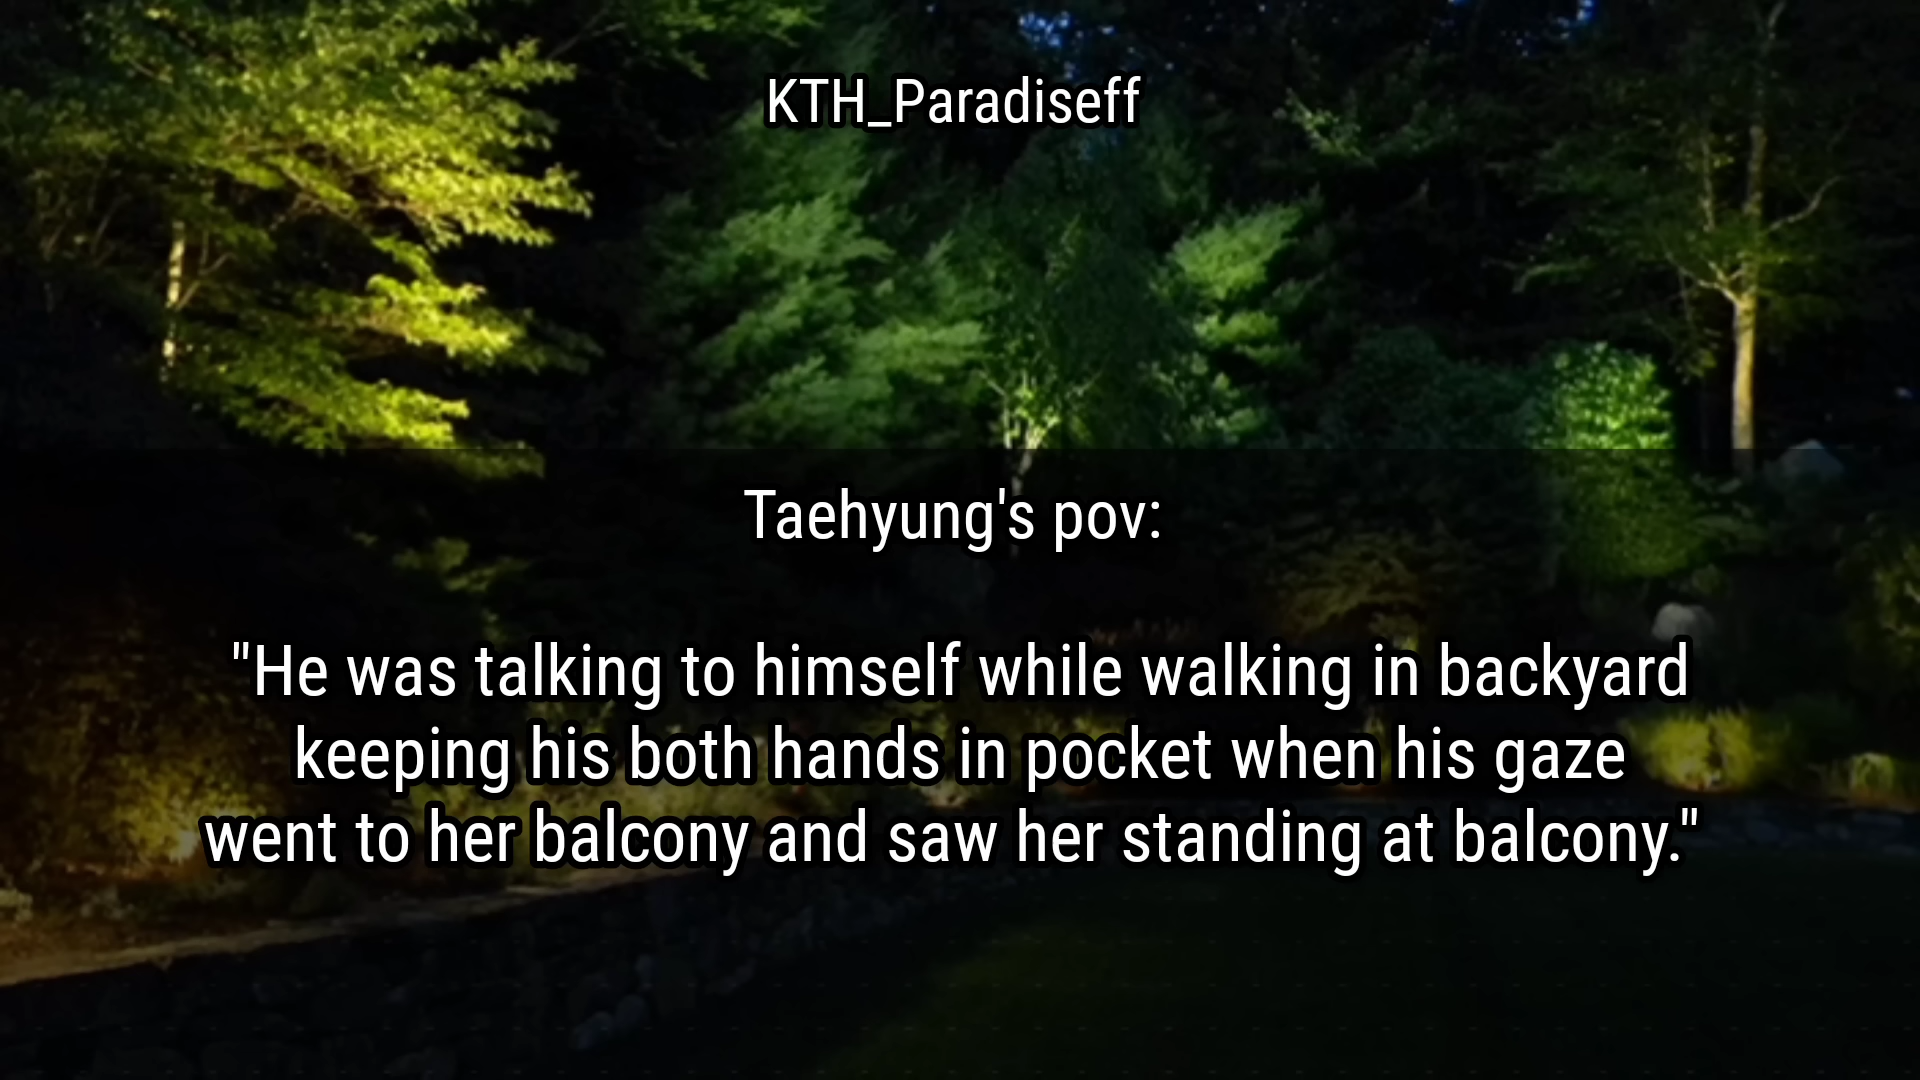 KTH_Paradiseff
Taehyung's pov:
"He was talking to himself while walking in backyard
keeping his both hands in pocket when his gaze
went to her balcony and saw her standing at balcony."